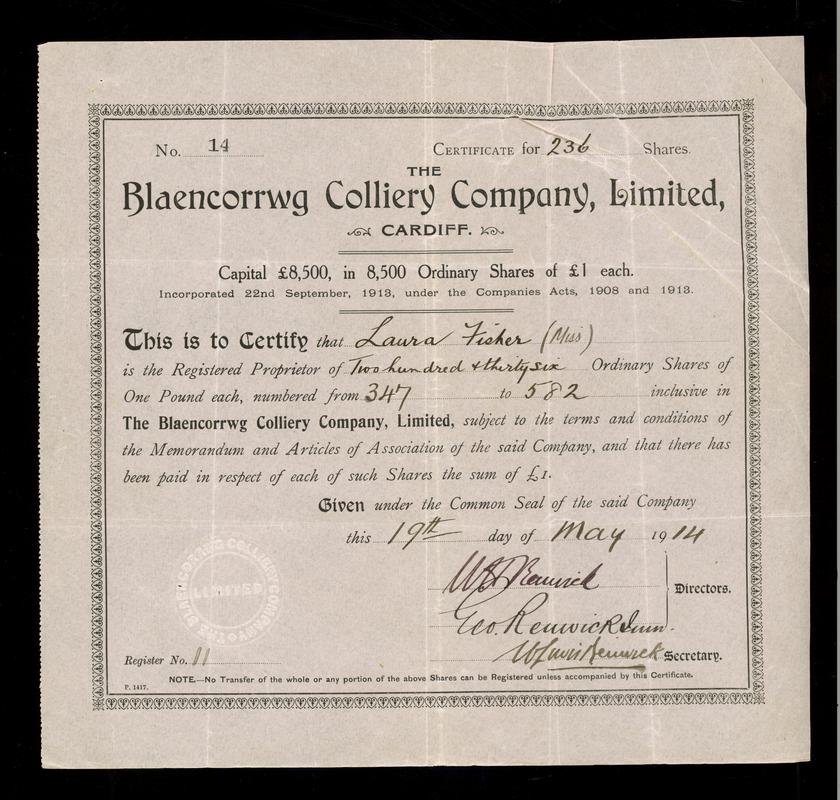 No. 14 Certificate for 236 Shares.
THE
Blaencorrwg Colliery Company, Limited,
CARDIFF.
Capital £8,500, in 8,500 Ordinary Shares of £1 each.
Incorporated 22nd September, 1913, under the Companies Acts, 1908 and 1913.
This is to Certify that Laura Fisher (Miss)
is the Registered Proprietor of Two hundred & thirty six Ordinary Shares of
One Pound each, numbered from 347 to 582 inclusive in
The Blaencorrwg Colliery Company, Limited, subject to the terms and conditions of
the Memorandum and Articles of Association of the said Company, and that there has
been paid in respect of each of such Shares the sum of £1.
Given under the Common Seal of the said Company
this 19th day of May 1914
THE BLAENCORRWG COLLIERY COMPANY
LIMITED
Renwick
Directors.
Geo. Renwick Junr.
Renwick Secretary.
Register No. 11
NOTE.—No Transfer of the whole or any portion of the above Shares can be Registered unless accompanied by this Certificate.
P. 1417.